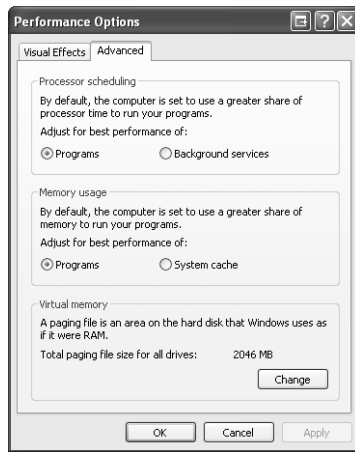 Performance Options
Visual Effects Advanced
Processor scheduling
By default, the computer is set to use a greater share of
processor time to run your programs.
Adjust for best performance of:
Programs Background services
Memory usage
By default, the computer is set to use a greater share of
memory to run your programs.
Adjust for best performance of:
Programs System cache
Virtual memory
A paging file is an area on the hard disk that Windows uses as
if it were RAM.
Total paging file size for all drives: 2046 MB
Change
OK Cancel Apply